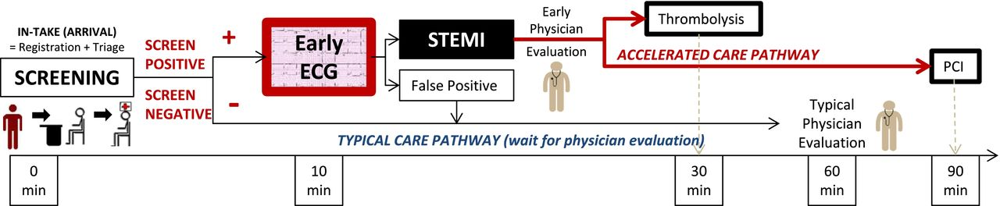 IN-TAKE (ARRIVAL)
= Registration + Triage
SCREENING
SCREEN
POSITIVE
+
SCREEN
NEGATIVE
-
Early
ECG
STEMI
False Positive
Early
Physician
Evaluation
Thrombolysis
ACCELERATED CARE PATHWAY
PCI
TYPICAL CARE PATHWAY (wait for physician evaluation)
Typical
Physician
Evaluation
0
min
10
min
30
min
60
min
90
min